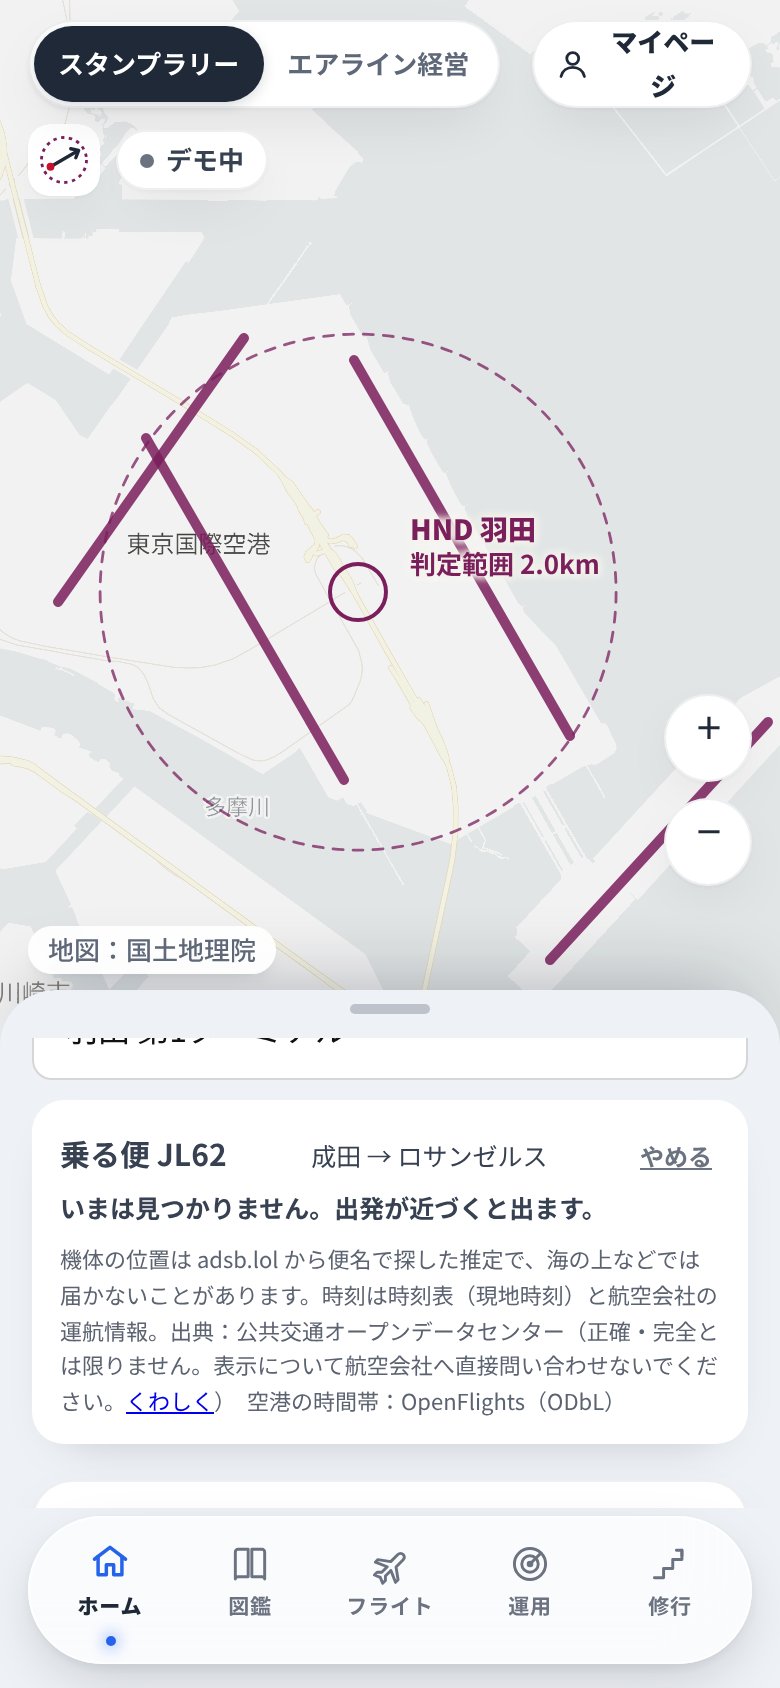 スタンプラリー
エアライン経営
マイペー
ジ
デモ中
HND 羽田
判定範囲 2.0km
東京国際空港
多摩川
地図：国土地理院
川崎市
乗る便 JL62
成田 → ロサンゼルス
やめる
いまは見つかりません。出発が近づくと出ます。
機体の位置は adsb.lol から便名で探した推定で、海の上などでは
届かないことがあります。時刻は時刻表（現地時刻）と航空会社の
運航情報。出典：公共交通オープンデータセンター（正確・完全と
は限りません。表示について航空会社へ直接問い合わせないでくだ
さい。くわしく） 空港の時間帯：OpenFlights（ODbL）
ホーム
図鑑
フライト
運用
修行